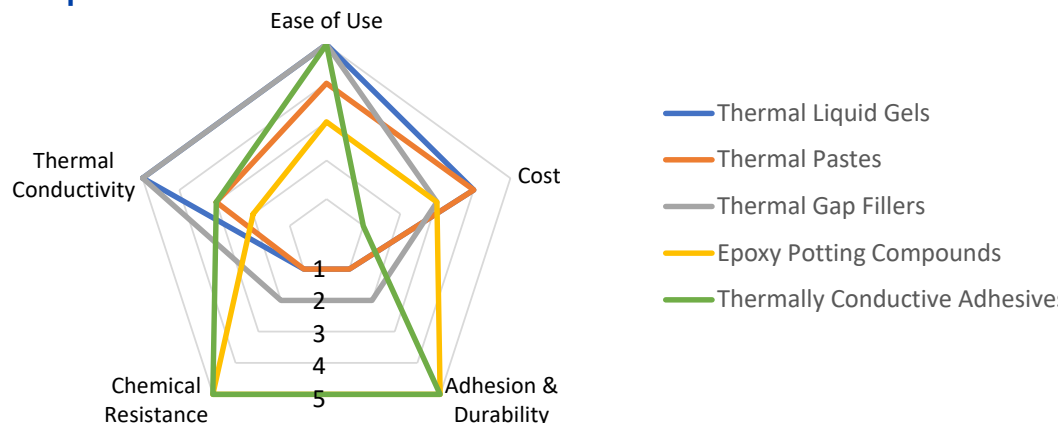 Ease of Use
Cost
Thermal
Conductivity
1
2
3
4
5
Chemical
Resistance
Adhesion &
Durability
Thermal Liquid Gels
Thermal Pastes
Thermal Gap Fillers
Epoxy Potting Compounds
Thermally Conductive Adhesives